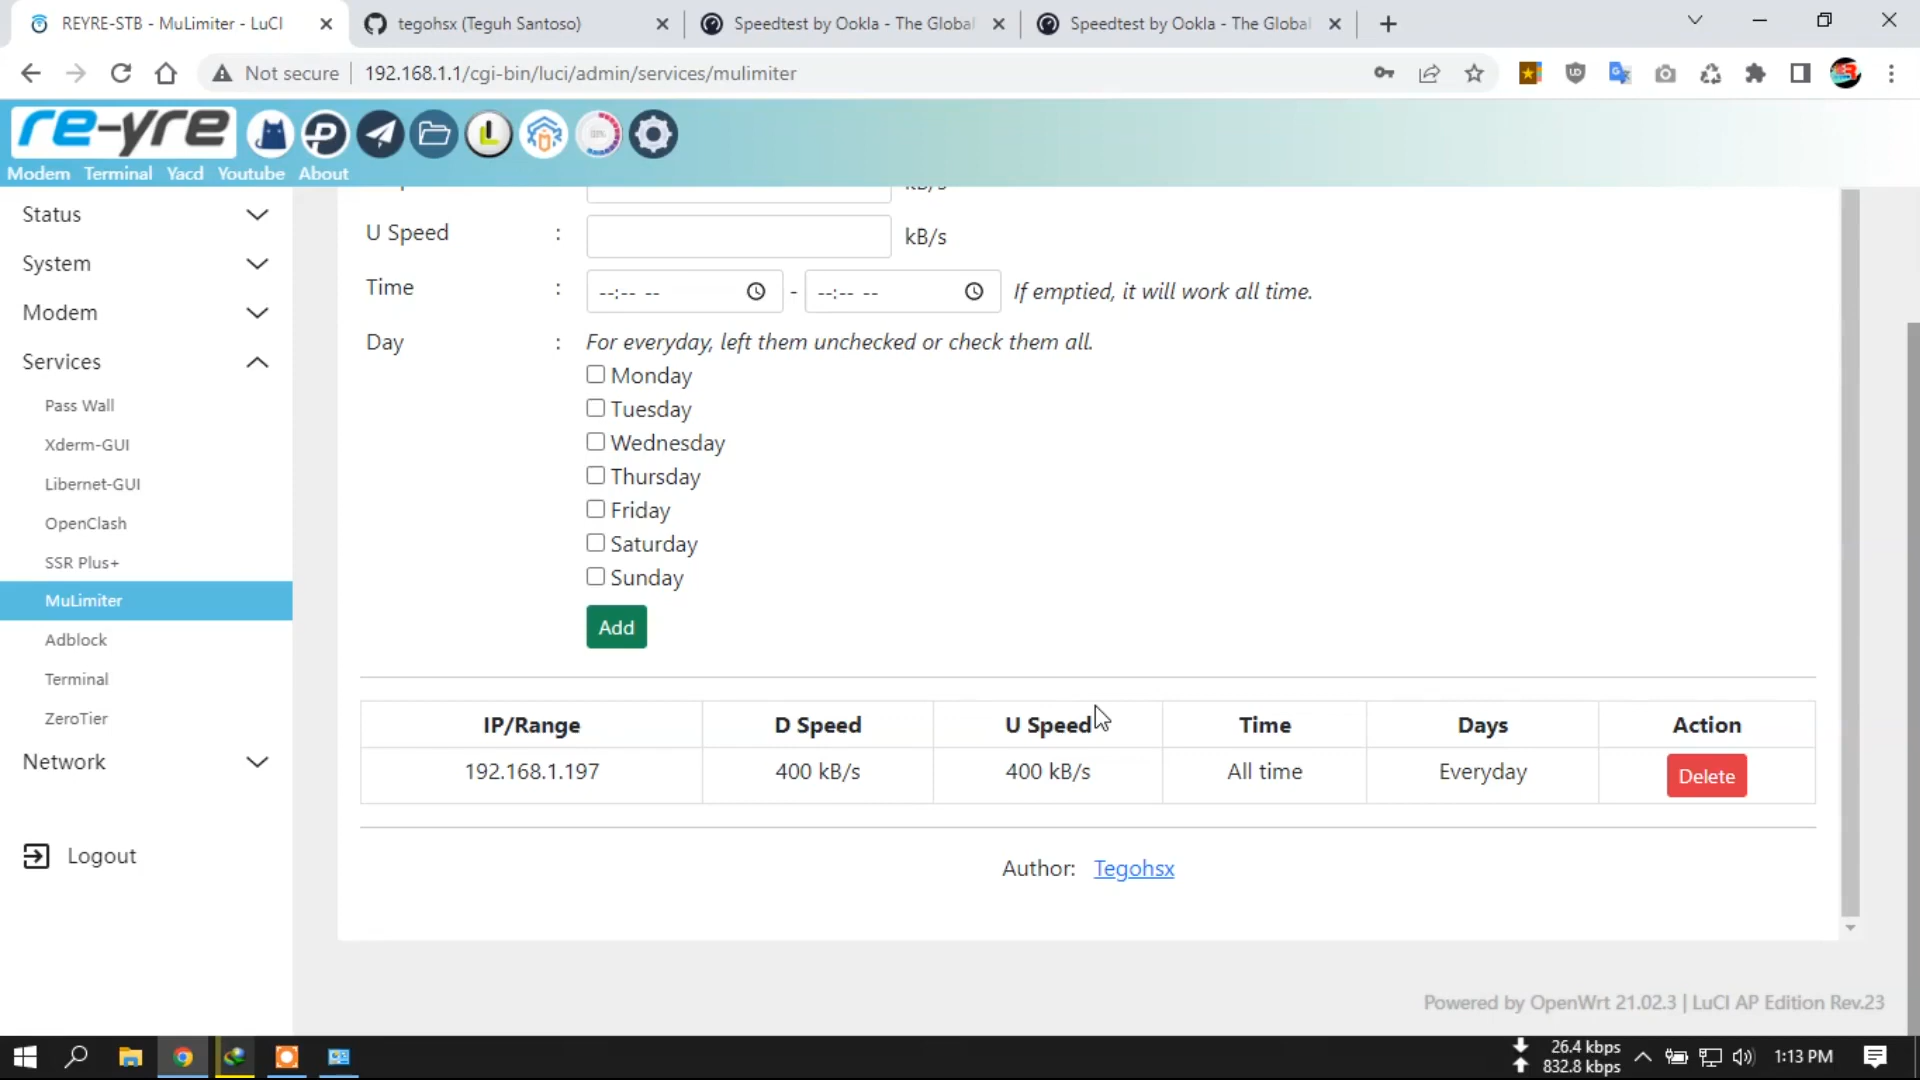 REYRE-STB - MuLimiter - LuCI
tegohsx (Teguh Santoso)
Speedtest by Ookla - The Global
Speedtest by Ookla - The Global
Not secure
192.168.1.1/cgi-bin/luci/admin/services/mulimiter
re-yre
Modem Terminal Yacd Youtube About
Status
System
Modem
Services
Pass Wall
Xderm-GUI
Libernet-GUI
OpenClash
SSR Plus+
MuLimiter
Adblock
Terminal
ZeroTier
Network
Logout
kB/s
U Speed : kB/s
Time : --:-- -- - --:-- -- If emptied, it will work all time.
Day : For everyday, left them unchecked or check them all.
Monday
Tuesday
Wednesday
Thursday
Friday
Saturday
Sunday
Add
IP/Range D Speed U Speed Time Days Action
192.168.1.197 400 kB/s 400 kB/s All time Everyday Delete
Author: Tegohsx
Powered by OpenWrt 21.02.3 | LuCI AP Edition Rev.23
26.4 kbps
832.8 kbps
1:13 PM